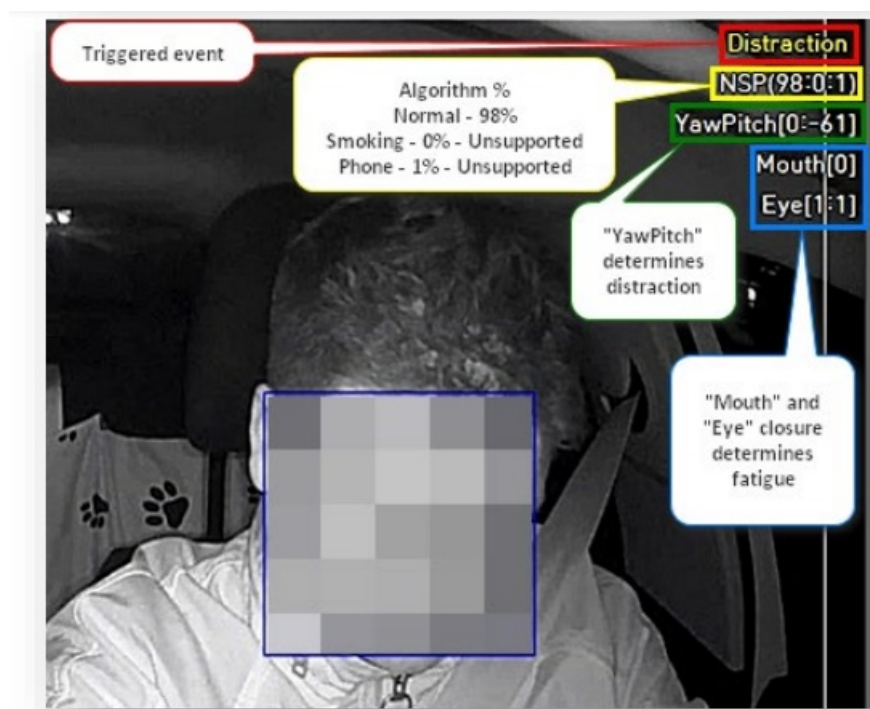 Triggered event
Distraction
Algorithm %
Normal - 98%
Smoking - 0% - Unsupported
Phone - 1% - Unsupported
NSP(98:0:1)
YawPitch[0:-61]
Mouth[0]
Eye[1:1]
"YawPitch"
determines
distraction
"Mouth" and
"Eye" closure
determines
fatigue